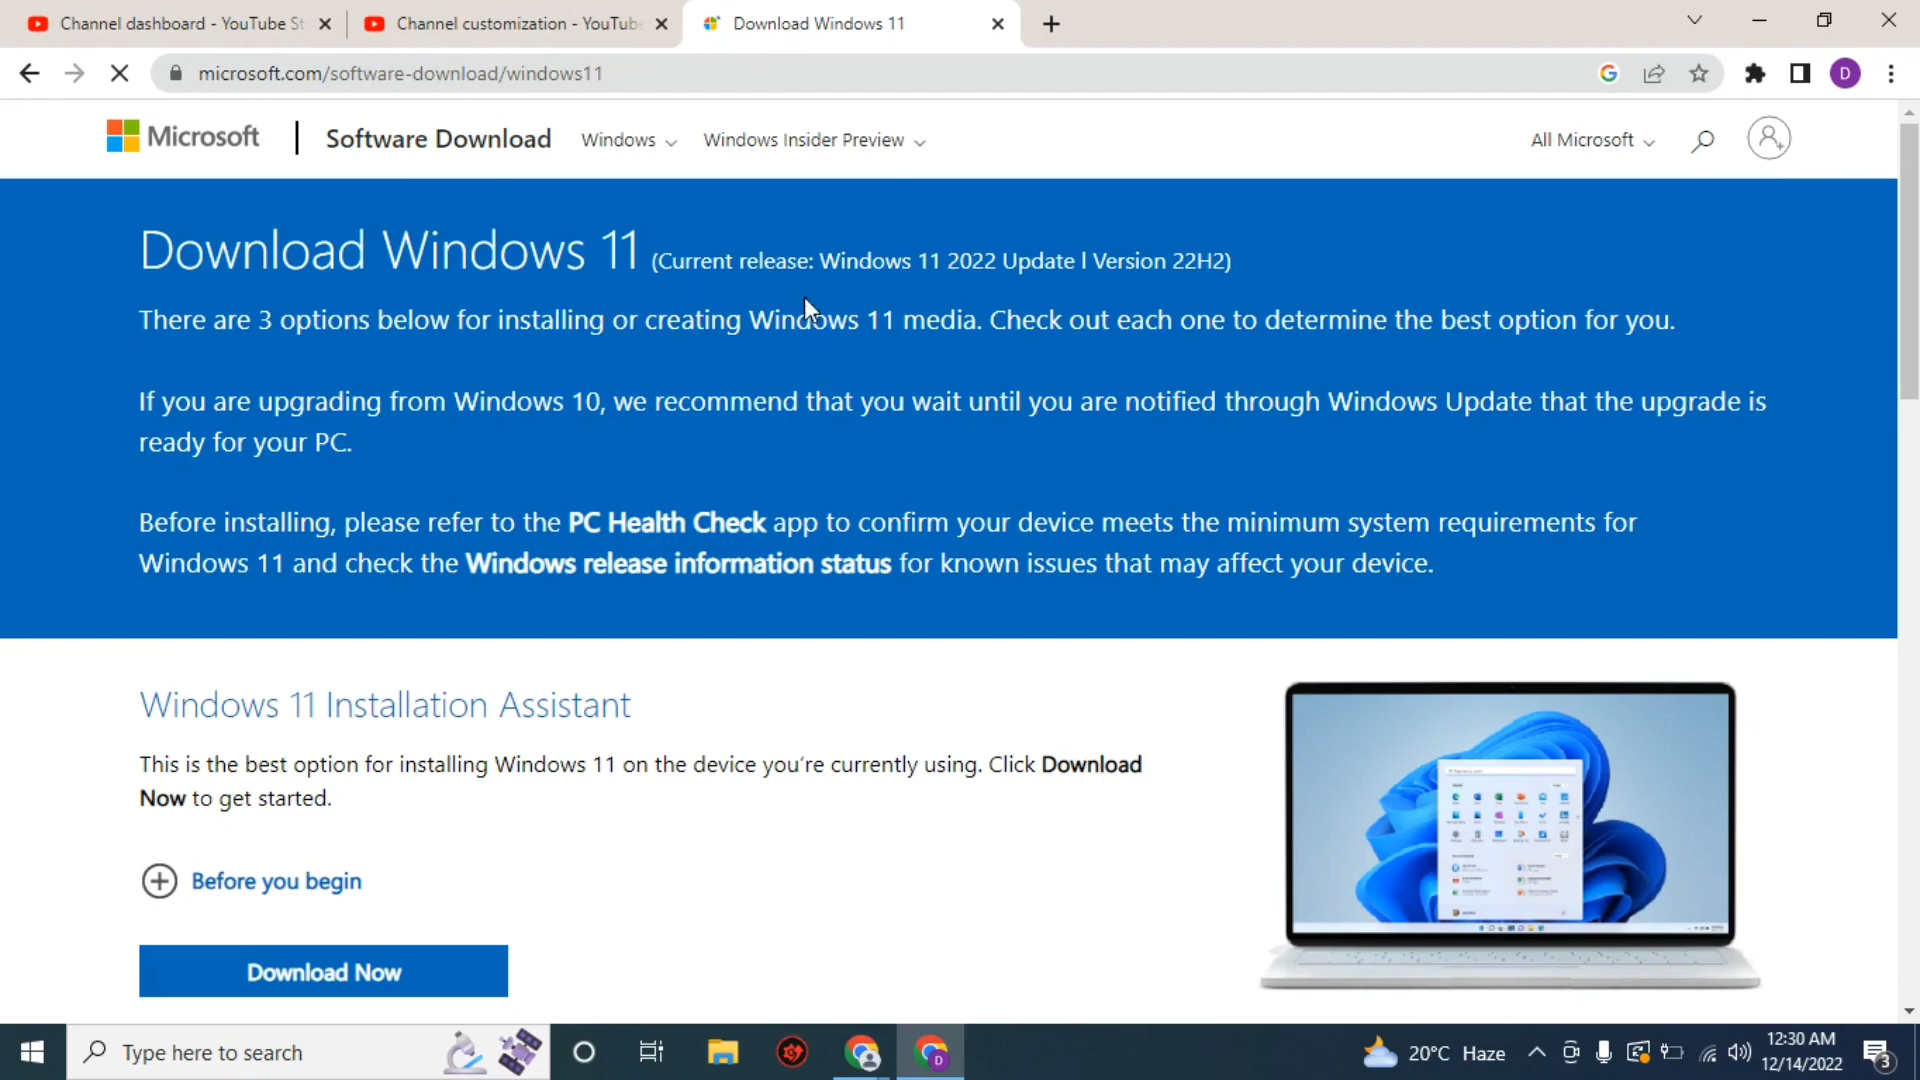 Channel dashboard - YouTube St
Channel customization - YouTube
Download Windows 11
microsoft.com/software-download/windows11
D
Microsoft
Software Download
Windows
Windows Insider Preview
All Microsoft
Download Windows 11 (Current release: Windows 11 2022 Update l Version 22H2)
There are 3 options below for installing or creating Windows 11 media. Check out each one to determine the best option for you.
If you are upgrading from Windows 10, we recommend that you wait until you are notified through Windows Update that the upgrade is
ready for your PC.
Before installing, please refer to the PC Health Check app to confirm your device meets the minimum system requirements for
Windows 11 and check the Windows release information status for known issues that may affect your device.
Windows 11 Installation Assistant
This is the best option for installing Windows 11 on the device you're currently using. Click Download
Now to get started.
Before you begin
Download Now
Type here to search
D
20°C Haze
12:30 AM
12/14/2022
3